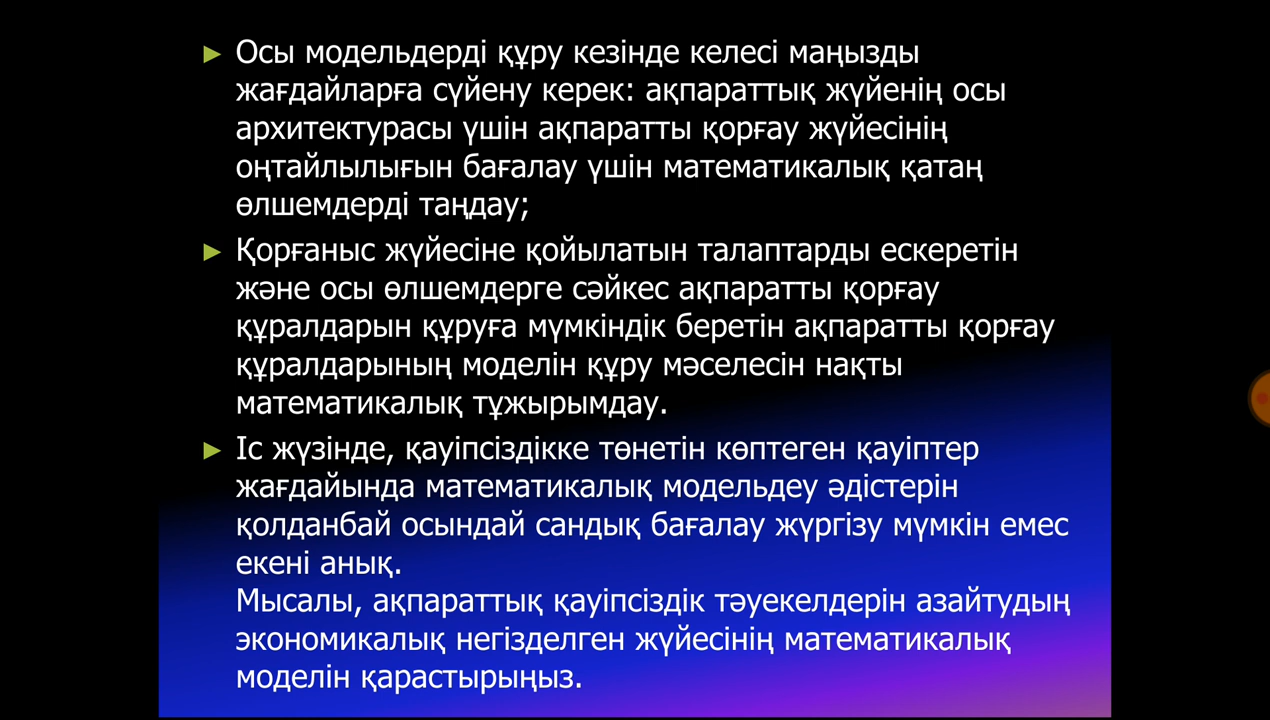 Осы модельдерді құру кезінде келесі маңызды
жағдайларға сүйену керек: ақпараттық жүйенің осы
архитектурасы үшін ақпаратты қорғау жүйесінің
оңтайлылығын бағалау үшін математикалық қатаң
өлшемдерді таңдау;
Қорғаныс жүйесіне қойылатын талаптарды ескеретін
және осы өлшемдерге сәйкес ақпаратты қорғау
құралдарын құруға мүмкіндік беретін ақпаратты қорғау
құралдарының моделін құру мәселесін нақты
математикалық тұжырымдау.
Іс жүзінде, қауіпсіздікке төнетін көптеген қауіптер
жағдайында математикалық модельдеу әдістерін
қолданбай осындай сандық бағалау жүргізу мүмкін емес
екені анық.
Мысалы, ақпараттық қауіпсіздік тәуекелдерін азайтудың
экономикалық негізделген жүйесінің математикалық
моделін қарастырыңыз.